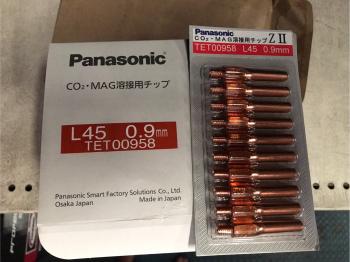 Panasonic
CO₂・MAG溶接用チップ
L45 0.9mm
TET00958
Panasonic Smart Factory Solutions Co., Ltd.
Osaka Japan Made in Japan
Panasonic
CO₂・MAG溶接用チップ ZⅡ
TET00958 L45 0.9mm